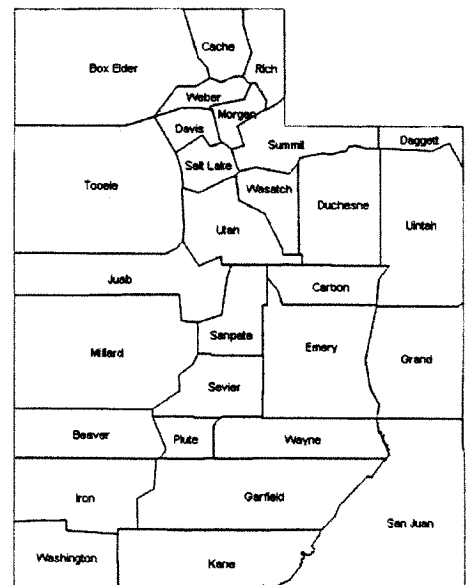 Cache
Box Elder
Rich
Weber
Morgan
Davis
Summit
Daggett
Salt Lake
Tooele
Wasatch
Duchesne
Uintah
Utah
Juab
Carbon
Sanpete
Emery
Millard
Grand
Sevier
Beaver
Piute
Wayne
Iron
Garfield
San Juan
Washington
Kane